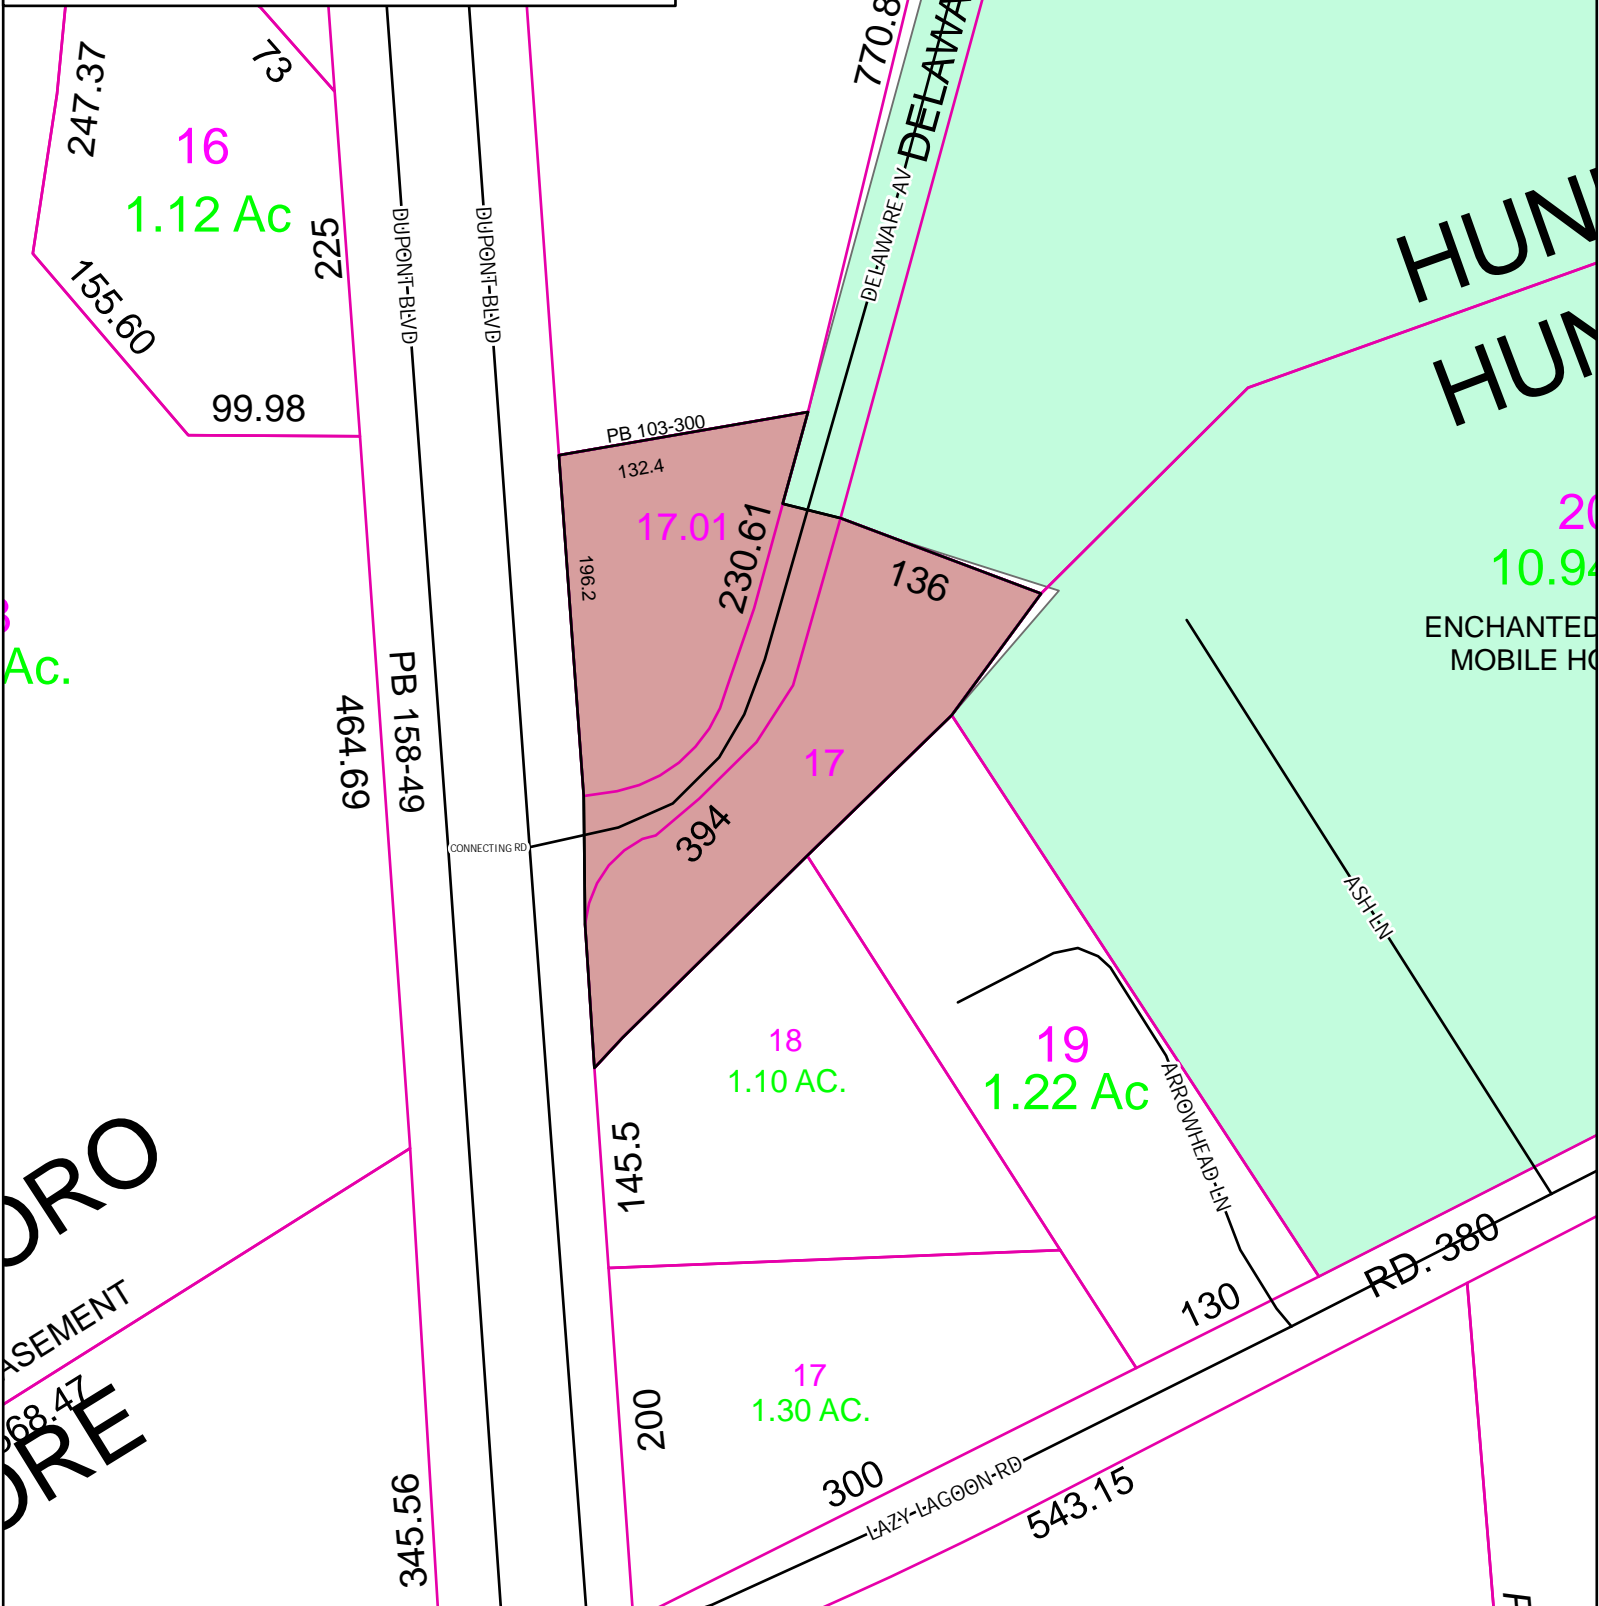 247.37
73
770.8
DELAWA
16
1.12 Ac
225
155.60
99.98
DUPONT BLVD
DUPONT BLVD
DELAWARE AV
HUN
HUN
PB 103-300
132.4
17.01
196.2
230.61
136
20
10.94
ENCHANTED
MOBILE HO
Ac.
PB 158-49
464.69
17
394
CONNECTING RD
ASH LN
18
1.10 AC.
19
1.22 Ac
ARROWHEAD LN
145.5
ORO
ASEMENT
68.47
ORE
130
RD. 380
17
1.30 AC.
200
300
LAZY LAGOON RD
543.15
345.56